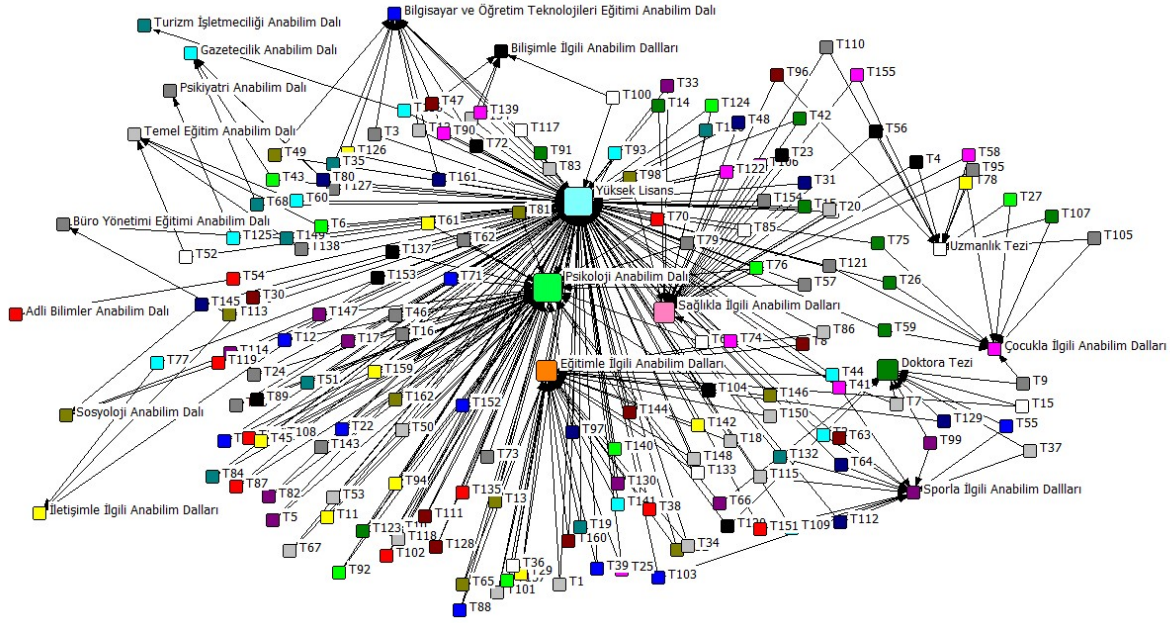 Bilgisayar ve Öğretim Teknolojileri Eğitimi Anabilim Dalı
Turizm İşletmeciliği Anabilim Dalı
Gazetecilik Anabilim Dalı
Bilişimle İlgili Anabilim Dallları
T110
T33
T96
T155
Psikiyatri Anabilim Dalı
T100
T47
T139
T14
T124
T48
T42
T56
Temel Eğitim Anabilim Dalı
T3
T90
T117
T72
T49
T126
T91
T93
T23
T4
T58
T95
T35
T83
T98
T122
T43
T80
T127
T161
T31
T78
Yüksek Lisans
T27
T68
T60
T154
T20
T81
T70
T107
Büro Yönetimi Eğitimi Anabilim Dalı
T6
T61
T85
T125
T149
T138
T62
T79
T75
Uzmanlık Tezi
T105
T52
T137
T121
T76
T54
T153
T71
Psikoloji Anabilim Dalı
T57
T26
T30
T145
Sağlıkla İlgili Anabilim Dalları
Adli Bilimler Anabilim Dalı
T113
T147
T46
T16
T86
T59
T12
T17
T74
T8
Çocukla İlgili Anabilim Dalları
T114
T77
T119
Eğitimle İlgili Anabilim Dalları
Doktora Tezi
T24
T159
T44
T51
T41
T9
T104
T89
T162
T152
T146
T7
T15
Sosyoloji Anabilim Dalı
T144
T150
T129
T22
T50
T97
T142
T55
T108
T45
T143
T18
T63
T99
T140
T37
T73
T148
T132
T64
T133
T84
T87
T94
T115
T130
Sporla İlgili Anabilim Dallları
T82
T53
T135
T13
T141
T66
İletişimle İlgili Anabilim Dalları
T5
T11
T111
T38
T112
T123
T19
T151
T109
T118
T160
T67
T128
T34
T102
T36
T92
T39
T25
T103
T65
T101
T1
T88